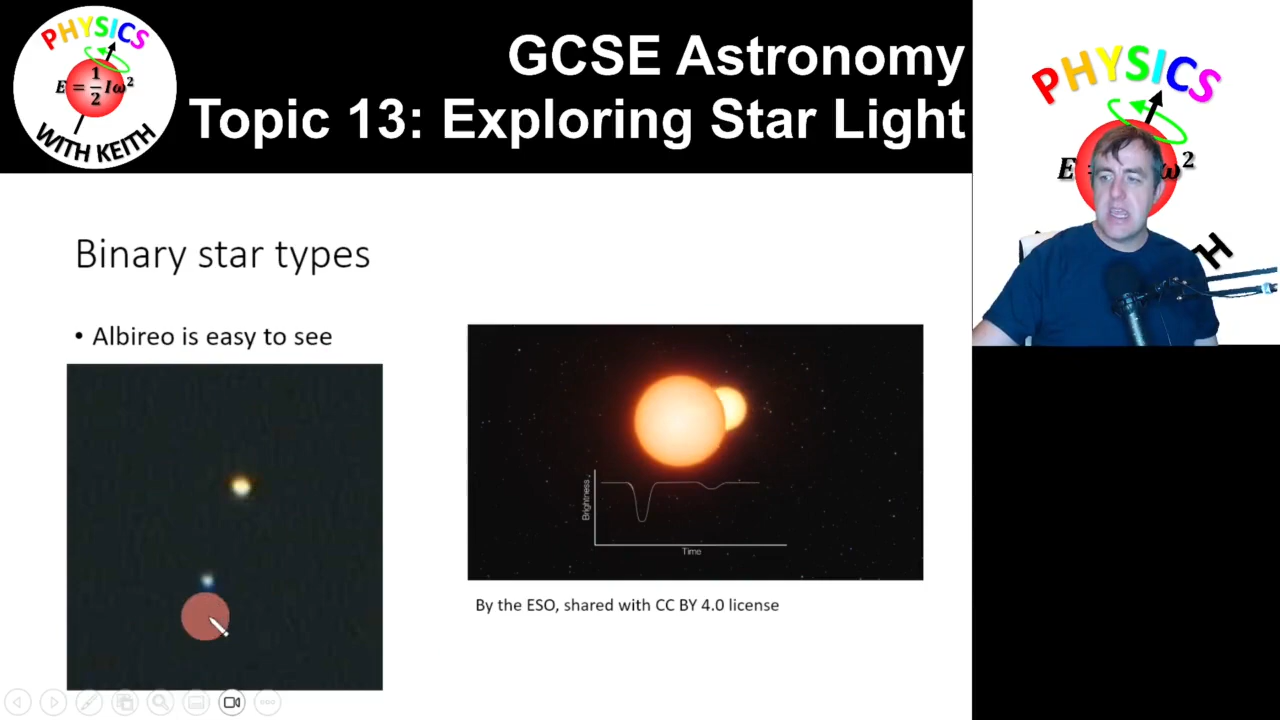 PHYSICS
E = 1/2 Iω²
WITH KEITH
GCSE Astronomy
Topic 13: Exploring Star Light
PHYSICS
E
ω²
H
Binary star types
• Albireo is easy to see
Brightness
Time
By the ESO, shared with CC BY 4.0 license